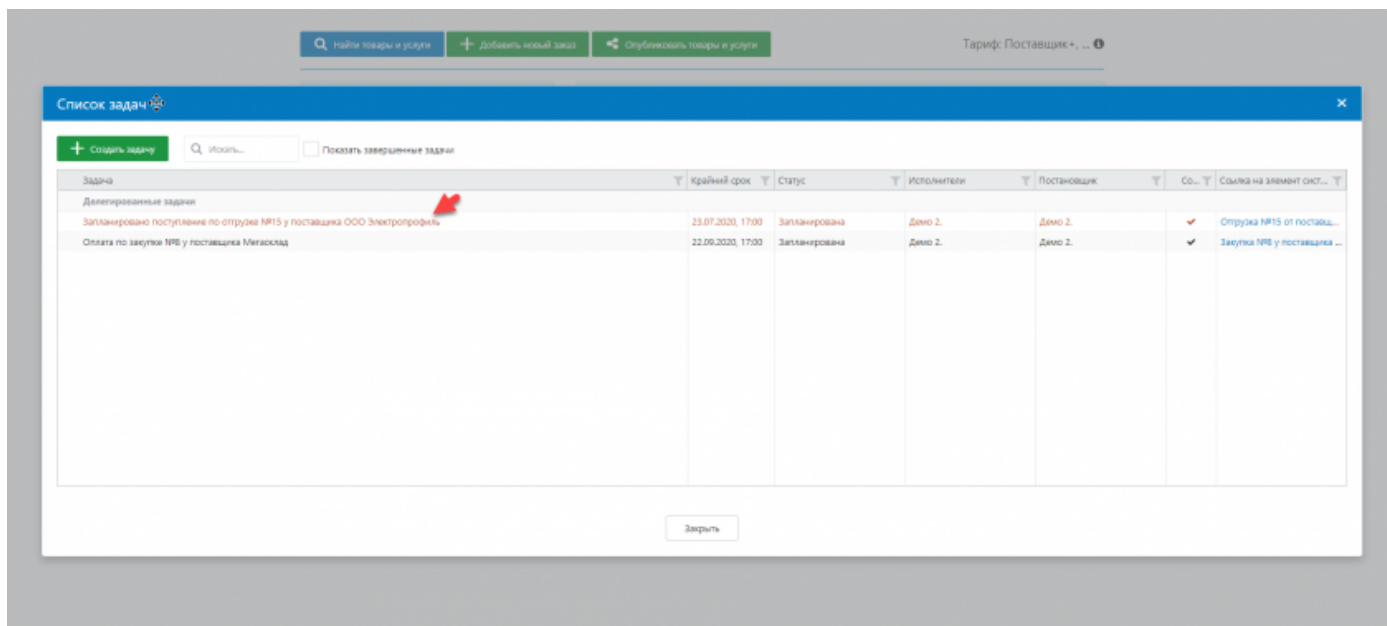 Найти товары и услуги
Добавить новый заказ
Опубликовать товары и услуги
Тариф: Поставщик+, ...
Список задач
Создать задачу
Искать...
Показать завершенные задачи
Задача Крайний срок Статус Исполнители Постановщик Со... Ссылка на элемент сист...
Делегированные задачи
Запланировано поступление по отгрузке №15 у поставщика ООО Электропрофиль 23.07.2020, 17:00 Запланирована Демо 2. Демо 2. Отгрузка №15 от поставщ...
Оплата по закупке №8 у поставщика Мегасклад 22.09.2020, 17:00 Запланирована Демо 2. Демо 2. Закупка №8 у поставщика ...
Закрыть